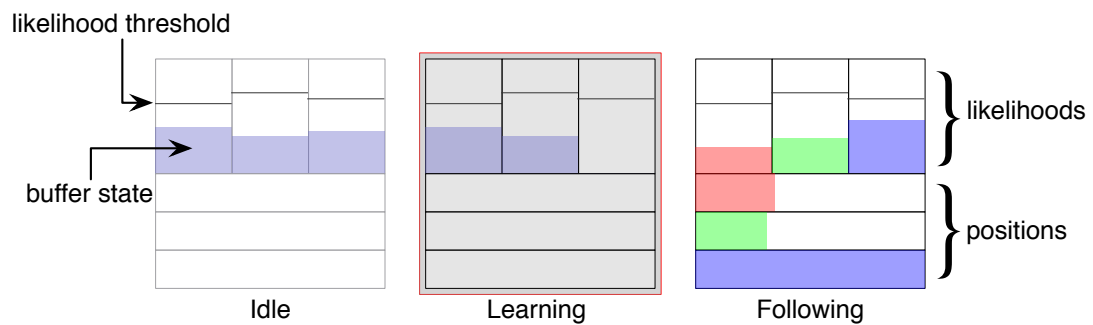 likelihood threshold
buffer state
likelihoods
positions
Idle
Learning
Following